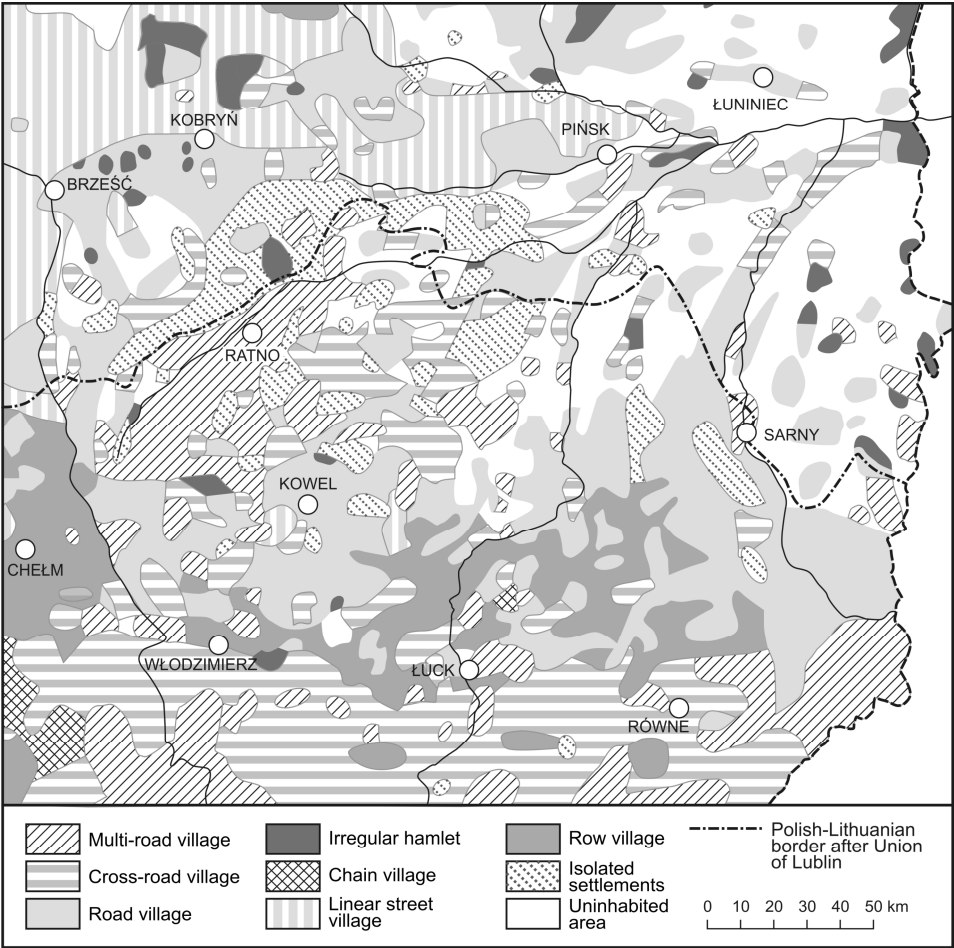 ŁUNINIEC
KOBRYŃ
PIŃSK
BRZEŚĆ
RATNO
SARNY
KOWEL
CHEŁM
WŁODZIMIERZ
ŁUCK
RÓWNE
Multi-road village
Cross-road village
Road village
Irregular hamlet
Chain village
Linear street
village
Row village
Isolated
settlements
Uninhabited
area
Polish-Lithuanian
border after Union
of Lublin
0 10 20 30 40 50 km